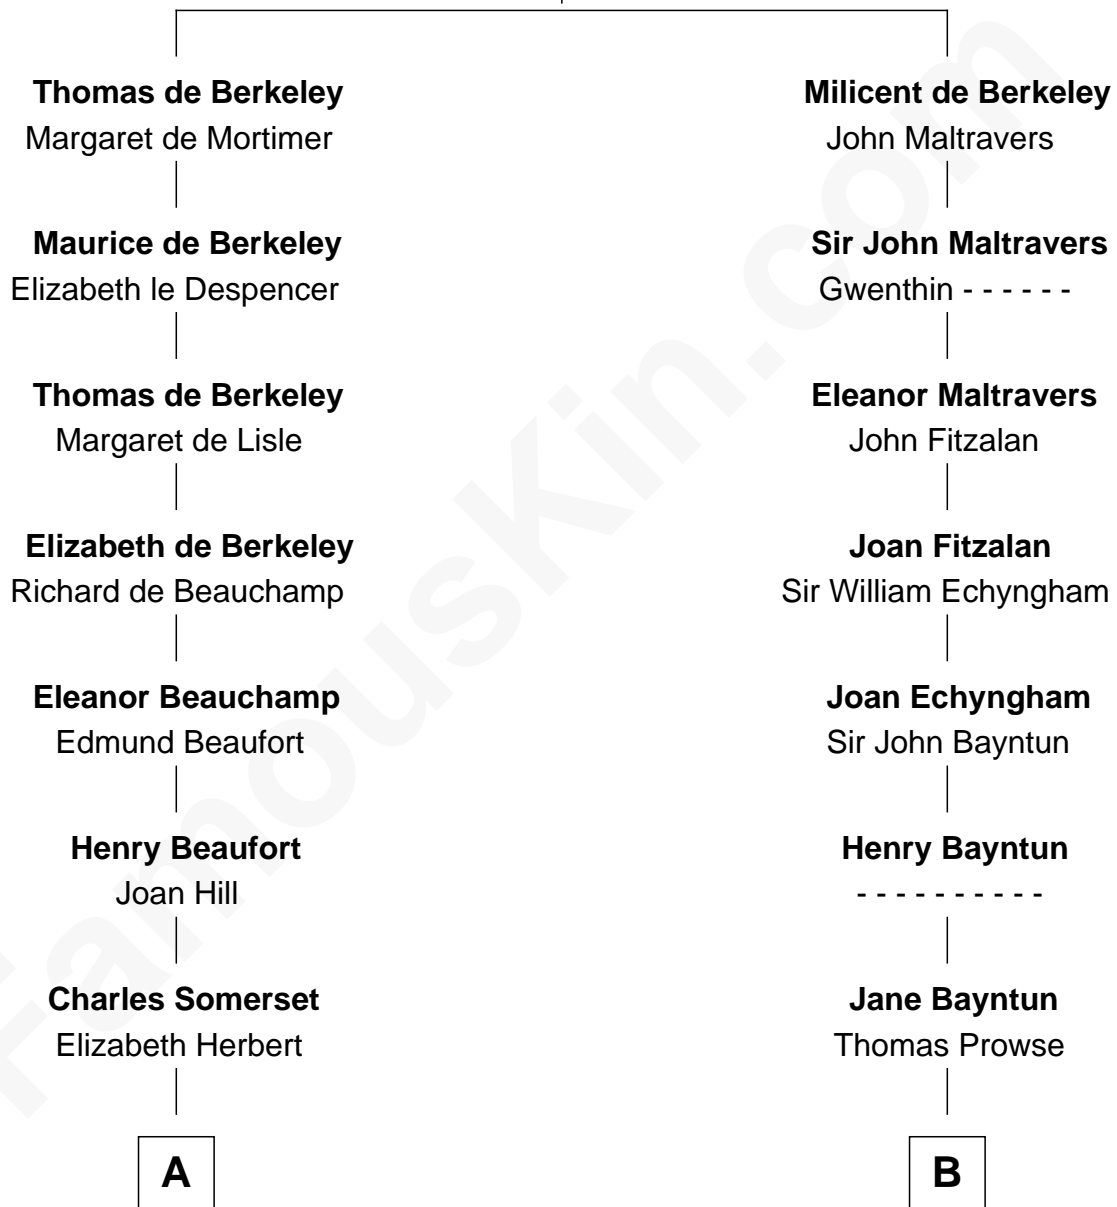 Thomas de Berkeley
Margaret de Mortimer
Maurice de Berkeley
Elizabeth le Despencer
Thomas de Berkeley
Margaret de Lisle
Elizabeth de Berkeley
Richard de Beauchamp
Eleanor Beauchamp
Edmund Beaufort
Henry Beaufort
Joan Hill
Charles Somerset
Elizabeth Herbert
A
Milicent de Berkeley
John Maltravers
Sir John Maltravers
Gwenthin - - - - - -
Eleanor Maltravers
John Fitzalan
Joan Fitzalan
Sir William Echyngham
Joan Echyngham
Sir John Bayntun
Henry Bayntun
- - - - - - - - - -
Jane Bayntun
Thomas Prowse
B
FamousKin.com